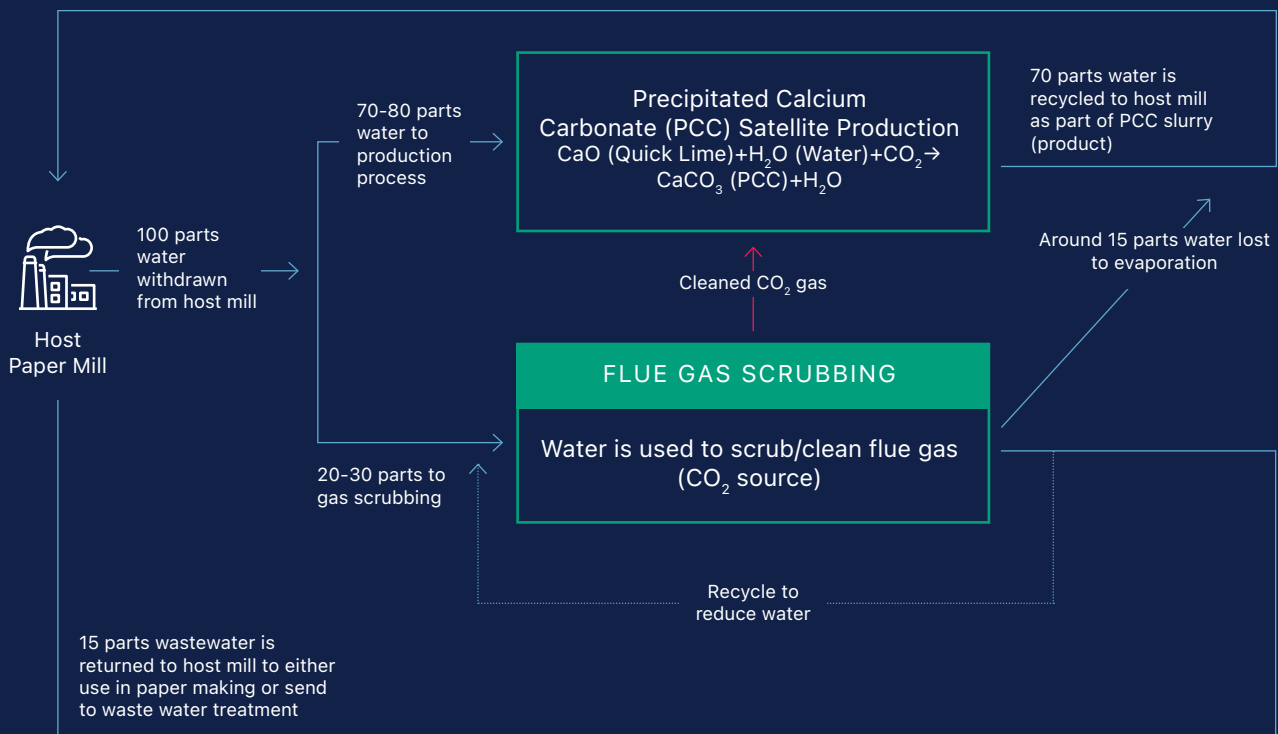 Host
Paper Mill
100 parts
water
withdrawn
from host mill
70-80 parts
water to
production
process
Precipitated Calcium
Carbonate (PCC) Satellite Production
CaO (Quick Lime)+H₂O (Water)+CO₂→
CaCO₃ (PCC)+H₂O
70 parts water is
recycled to host mill
as part of PCC slurry
(product)
Around 15 parts water lost
to evaporation
Cleaned CO₂ gas
FLUE GAS SCRUBBING
Water is used to scrub/clean flue gas
(CO₂ source)
20-30 parts to
gas scrubbing
Recycle to
reduce water
15 parts wastewater is
returned to host mill to either
use in paper making or send
to waste water treatment